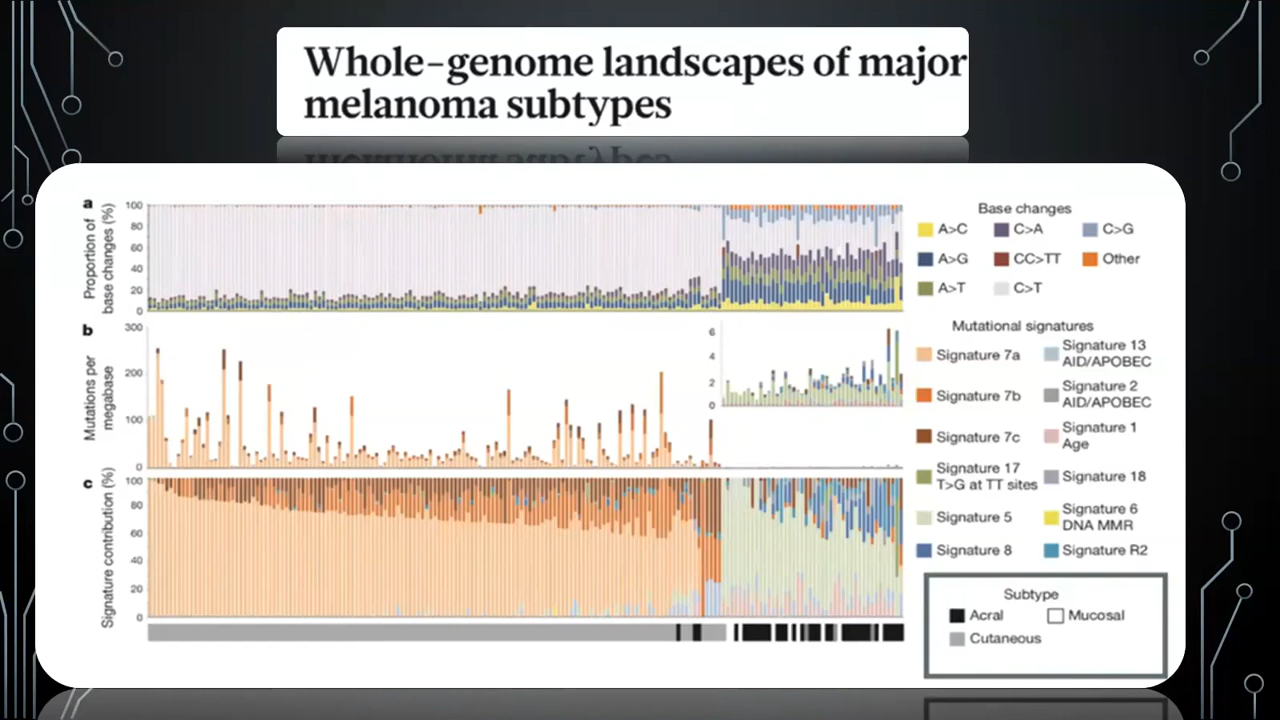 Whole-genome landscapes of major
melanoma subtypes
a
Proportion of
base changes (%)
100
80
60
40
20
0
Base changes
A>C
C>A
C>G
A>G
CC>TT
Other
A>T
C>T
b
Mutations per
megabase
300
200
100
0
6
4
2
0
Mutational signatures
Signature 7a
Signature 13
AID/APOBEC
Signature 7b
Signature 2
AID/APOBEC
Signature 7c
Signature 1
Age
Signature 17
T>G at TT sites
Signature 18
Signature 5
Signature 6
DNA MMR
Signature 8
Signature R2
c
Signature contribution (%)
100
80
60
40
20
0
Subtype
Acral
Mucosal
Cutaneous